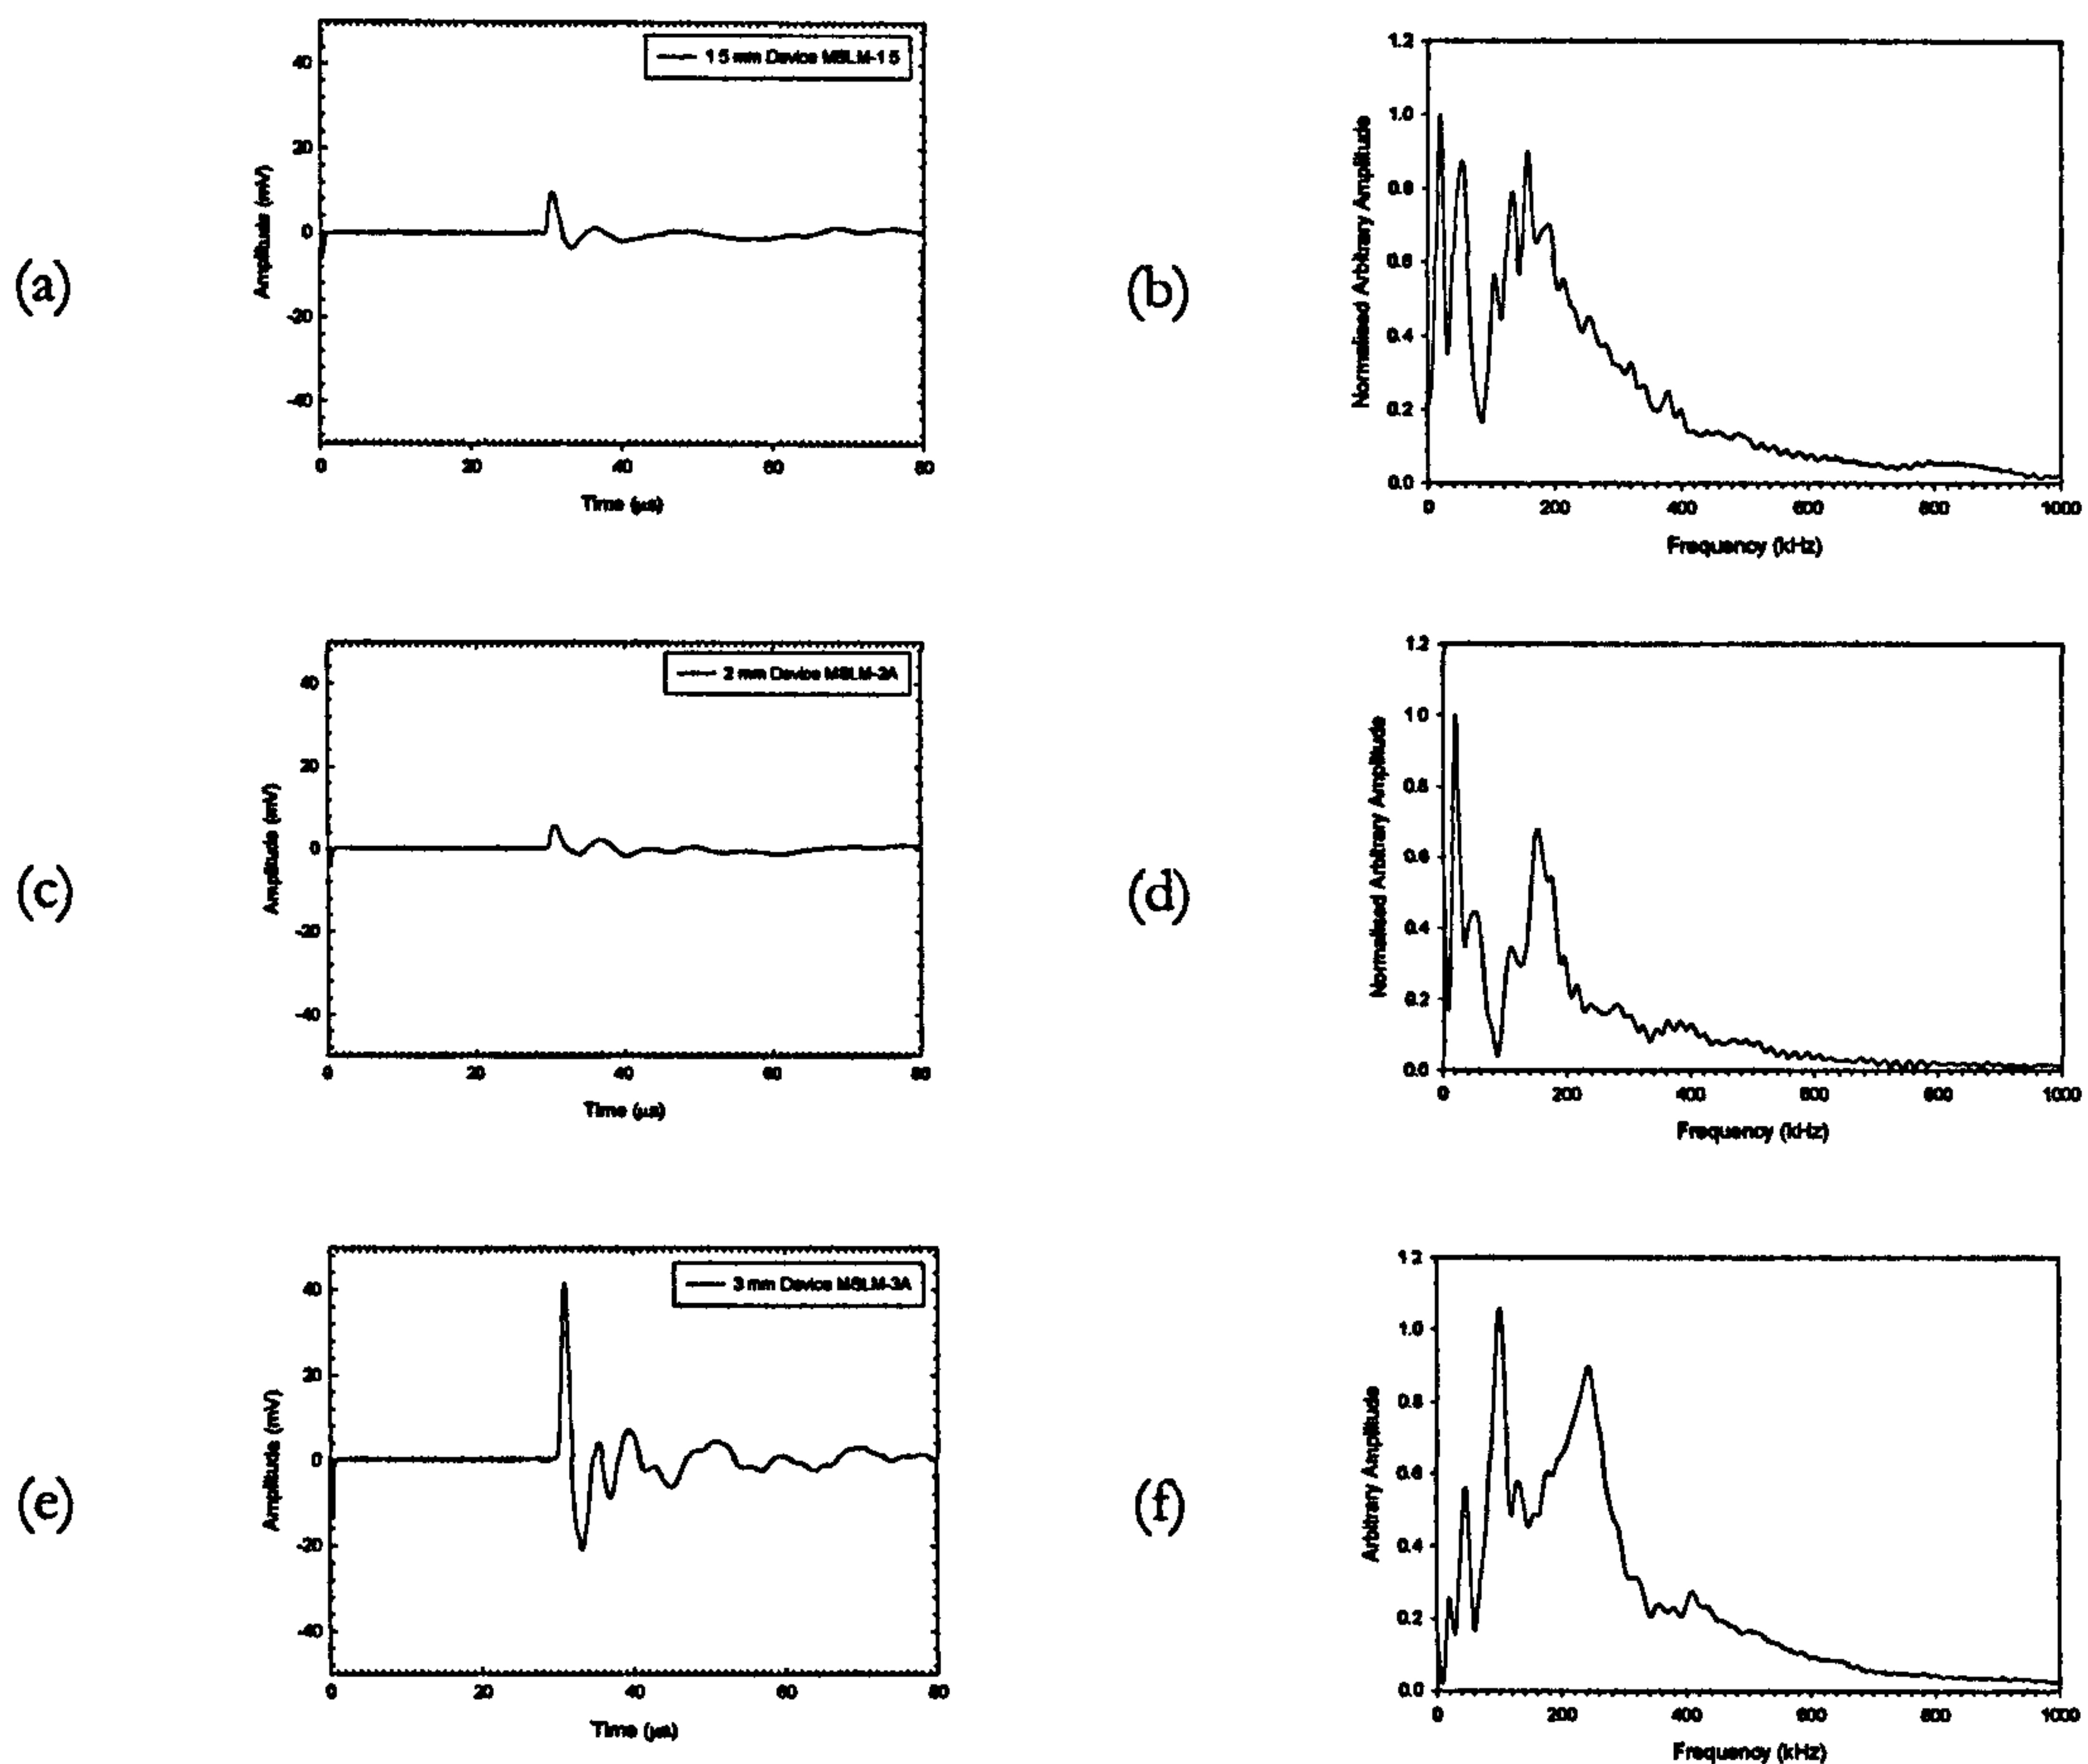 (a)
1 5 mm Device MSLM-1 5
Amplitude (mV)
40
20
0
-20
-40
0 20 40 60 80
Time (μs)
(b)
Normalised Arbitrary Amplitude
1.2
1.0
0.8
0.6
0.4
0.2
0.0
0 200 400 600 800 1000
Frequency (kHz)
(c)
2 mm Device MSLM-2A
Amplitude (mV)
40
20
0
-20
-40
0 20 40 60 80
Time (μs)
(d)
Normalised Arbitrary Amplitude
1.2
1 0
0.8
0.6
0.4
0.2
0.0
0 200 400 600 800 1000
Frequency (kHz)
(e)
3 mm Device MSLM-3A
Amplitude (mV)
40
20
0
-20
-40
0 20 40 60 80
Time (μs)
(f)
Arbitrary Amplitude
1.2
1.0
0.8
0.6
0.4
0.2
0.0
0 200 400 600 800 1000
Frequency (kHz)